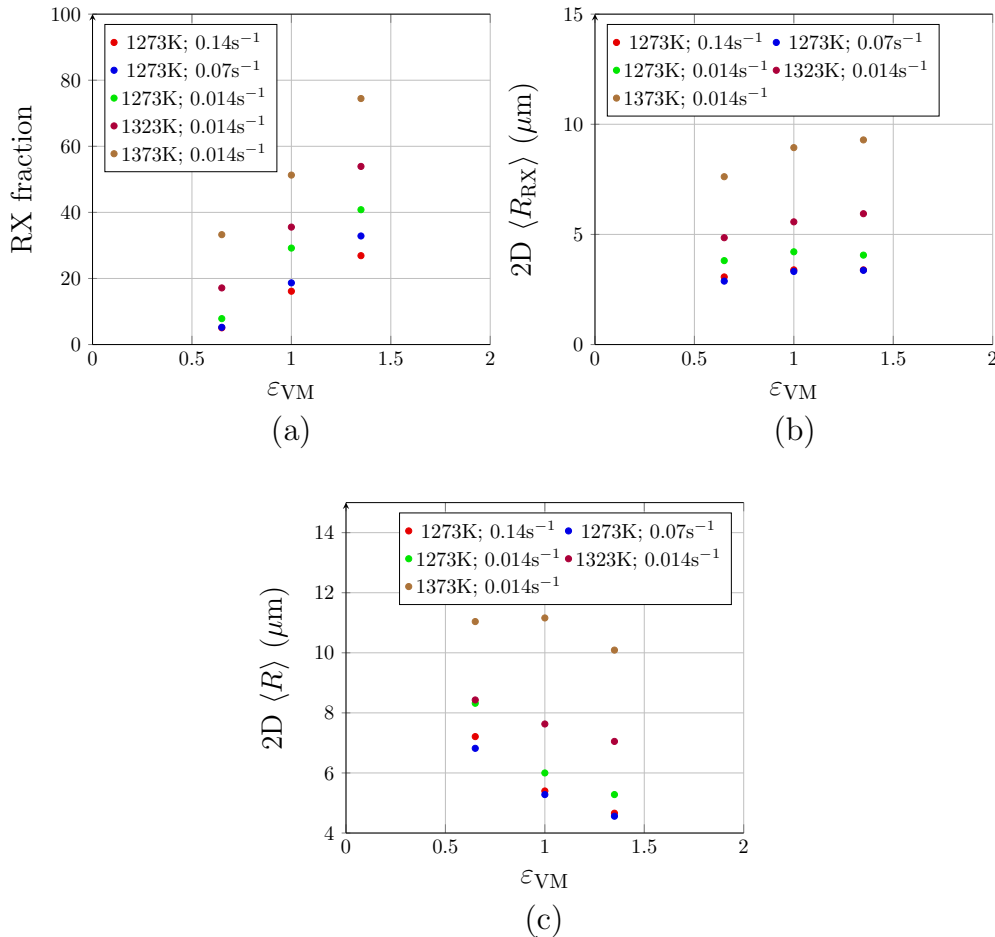 100
80
60
40
20
0
RX fraction
1273K; 0.14s⁻¹
1273K; 0.07s⁻¹
1273K; 0.014s⁻¹
1323K; 0.014s⁻¹
1373K; 0.014s⁻¹
0 0.5 1 1.5 2
ε_VM
(a)
15
10
5
0
2D ⟨R_RX⟩ (μm)
1273K; 0.14s⁻¹ 1273K; 0.07s⁻¹
1273K; 0.014s⁻¹ 1323K; 0.014s⁻¹
1373K; 0.014s⁻¹
0 0.5 1 1.5 2
ε_VM
(b)
14
12
10
8
6
4
2D ⟨R⟩ (μm)
1273K; 0.14s⁻¹ 1273K; 0.07s⁻¹
1273K; 0.014s⁻¹ 1323K; 0.014s⁻¹
1373K; 0.014s⁻¹
0 0.5 1 1.5 2
ε_VM
(c)